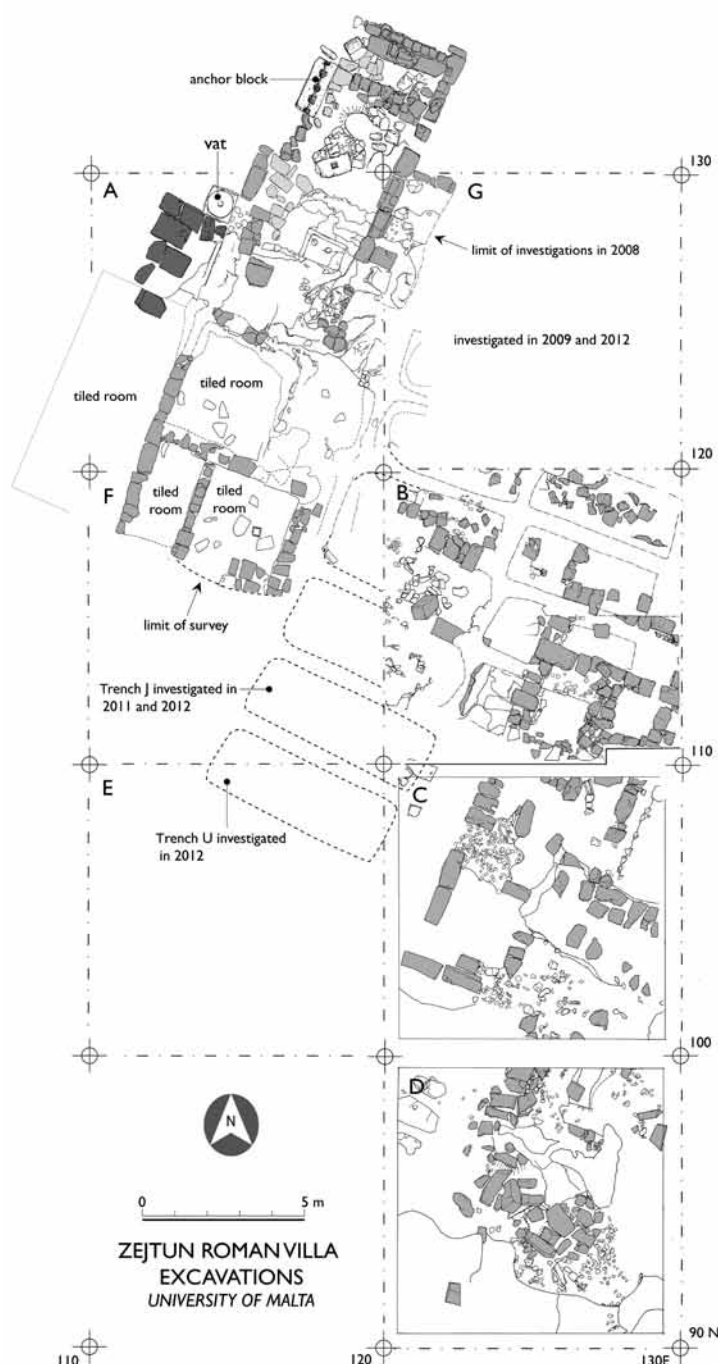 anchor block
vat
130
A
G
limit of investigations in 2008
investigated in 2009 and 2012
tiled room
tiled room
120
F
tiled
room
tiled
room
B
limit of survey
Trench J investigated in
2011 and 2012
110
E
C
Trench U investigated
in 2012
100
D
N
0 5 m
ZEJTUN ROMAN VILLA
EXCAVATIONS
UNIVERSITY OF MALTA
90 N
110
120
130E